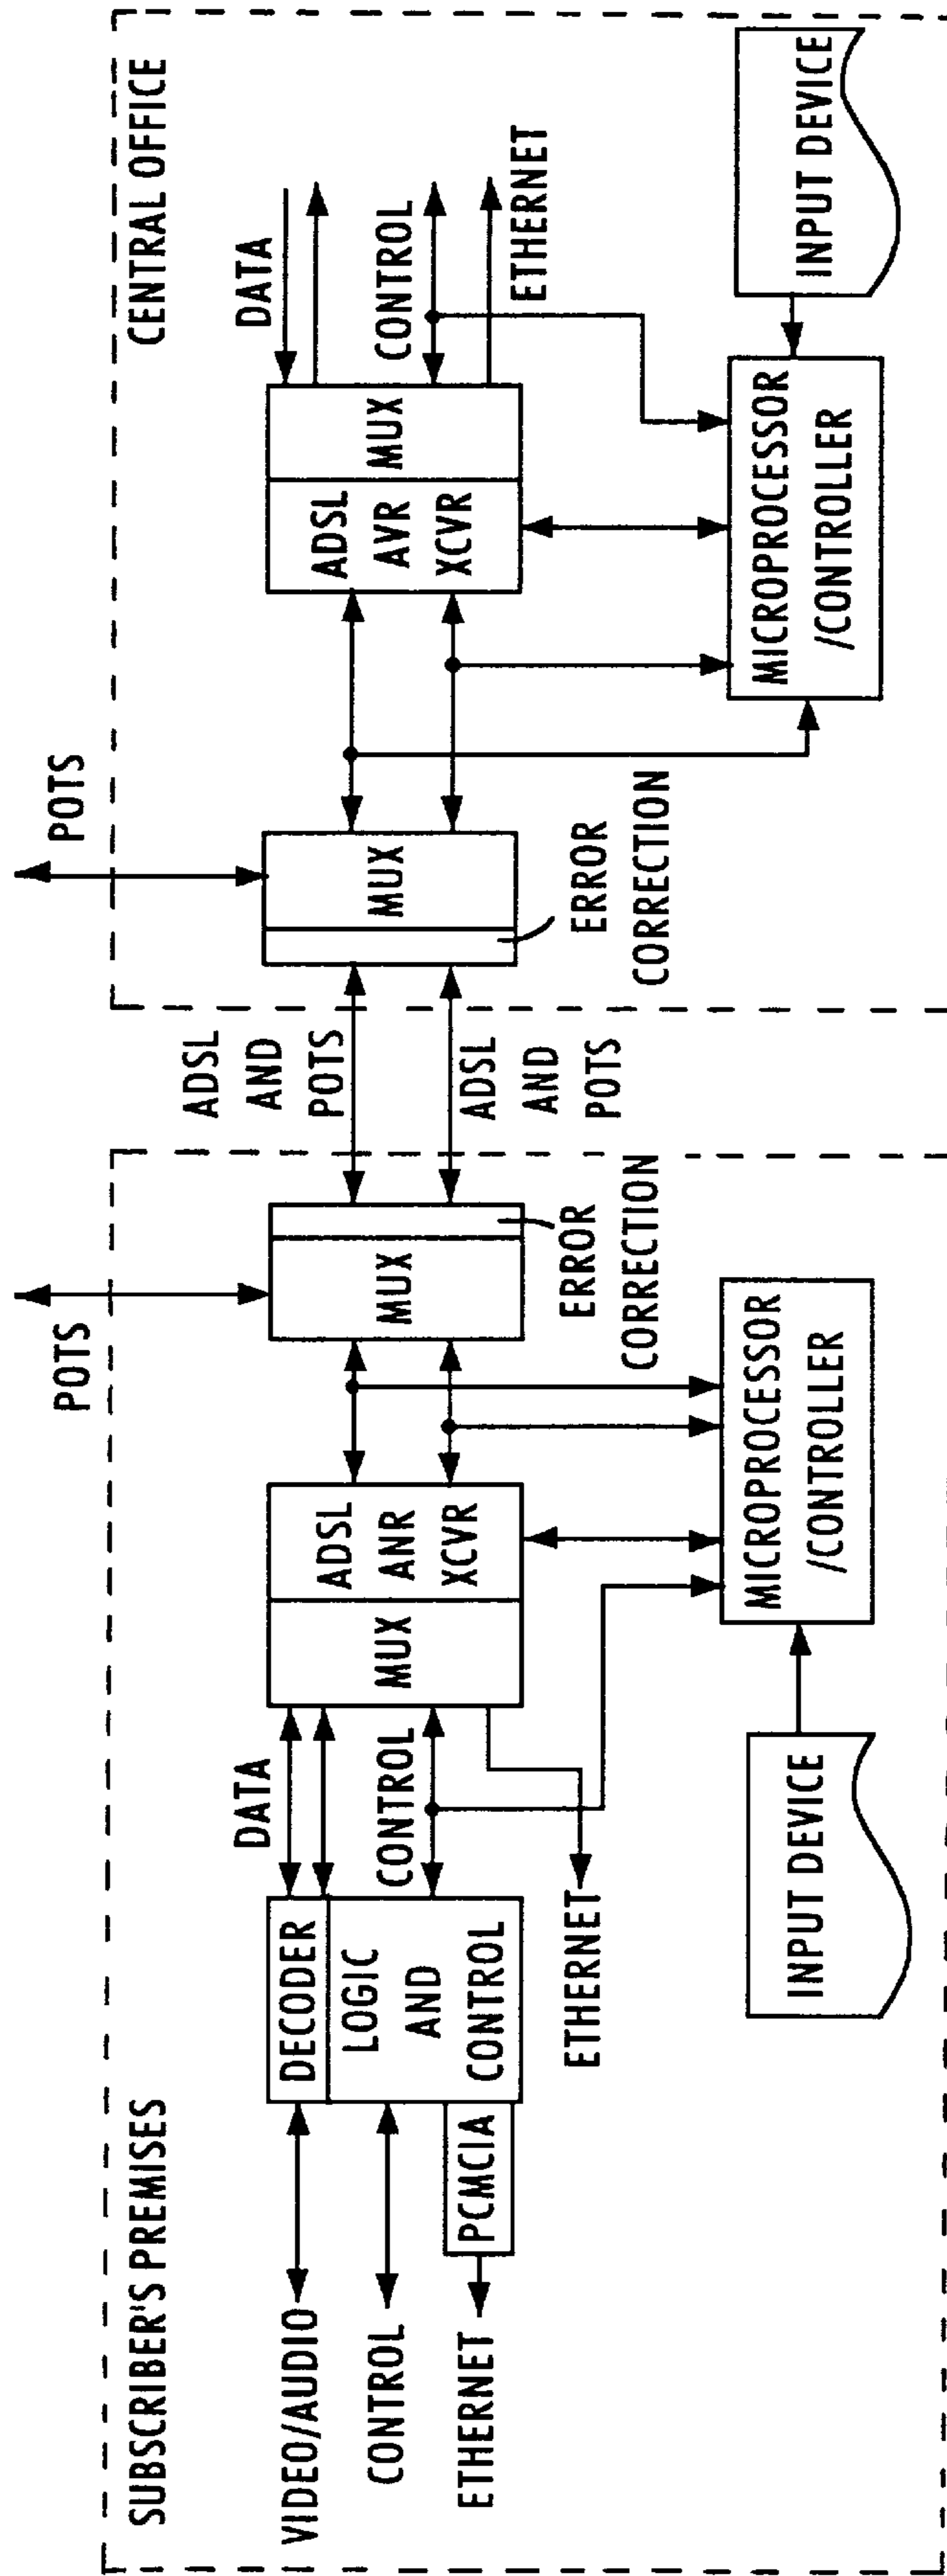 SUBSCRIBER'S PREMISES
VIDEO/AUDIO
CONTROL
ETHERNET
PCMCIA
DECODER
LOGIC
AND
CONTROL
DATA
CONTROL
ETHERNET
MUX
ADSL
ANR
XCVR
INPUT DEVICE
MICROPROCESSOR
/CONTROLLER
POTS
MUX
ERROR
CORRECTION
ADSL
AND
POTS
ADSL
AND
POTS
CENTRAL OFFICE
POTS
MUX
ERROR
CORRECTION
ADSL
AVR
XCVR
MUX
DATA
CONTROL
ETHERNET
MICROPROCESSOR
/CONTROLLER
INPUT DEVICE